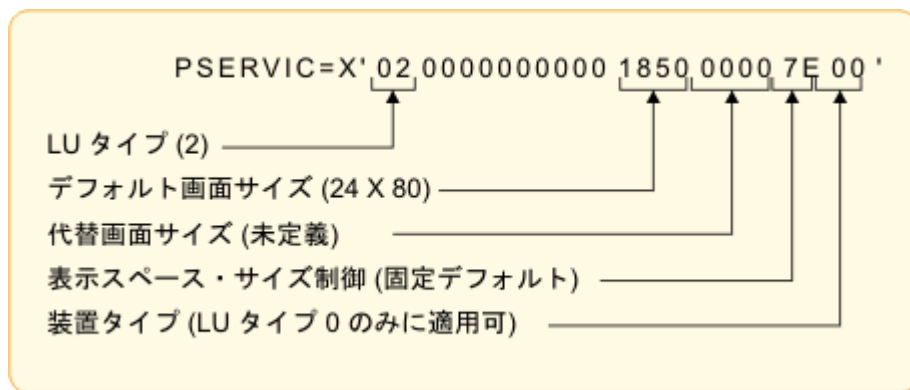 PSERVIC=X' 02 0000000000 1850 0000 7E 00 '
LU タイプ (2)
デフォルト画面サイズ (24 X 80)
代替画面サイズ (未定義)
表示スペース・サイズ制御 (固定デフォルト)
装置タイプ (LU タイプ 0 のみに適用可)